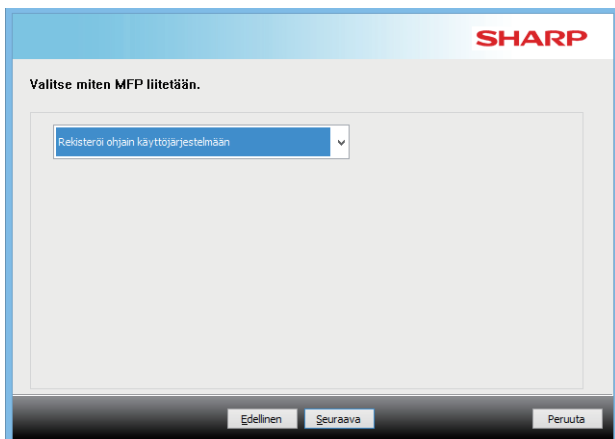 SHARP
Valitse miten MFP liitetään.
Rekisteröi ohjain käyttöjärjestelmään
Edellinen
Seuraava
Peruuta